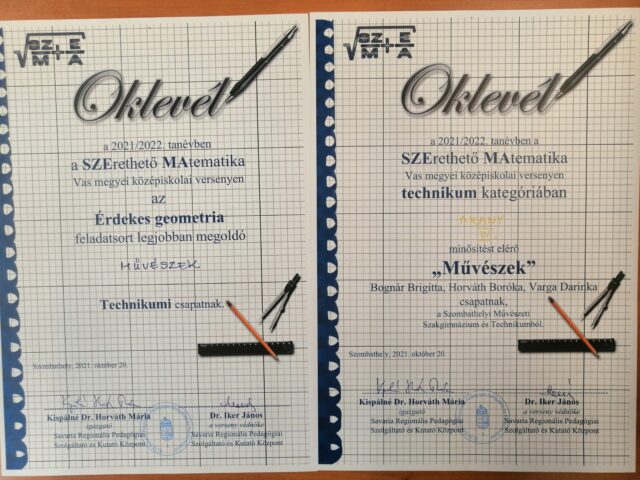 SZ + E
M A
Oklevél
a 2021/2022. tanévben
a SZErethető MAtematika
Vas megyei középiskolai versenyen
az
Érdekes geometria
feladatsort legjobban megoldó
MŰVÉSZEK
Technikumi csapatnak.
Szombathely, 2021. október 20.
Kispálné Dr. Horváth Mária
igazgató
Savaria Regionális Pedagógiai
Szolgáltató és Kutató Központ
Dr. Iker János
a verseny védnöke
Savaria Regionális Pedagógiai
Szolgáltató és Kutató Központ
SZ + E
M A
Oklevél
a 2021/2022. tanévben a
SZErethető MAtematika
Vas megyei középiskolai versenyen
technikum kategóriában
ARANY
minősítést elérő
„Művészek”
Bognár Brigitta, Horváth Boróka, Varga Darinka
csapatnak,
a Szombathelyi Művészeti
Szakgimnázium és Technikumból.
Szombathely, 2021. október 20.
Kispálné Dr. Horváth Mária
igazgató
Savaria Regionális Pedagógiai
Szolgáltató és Kutató Központ
Dr. Iker János
a verseny védnöke
Savaria Regionális Pedagógiai
Szolgáltató és Kutató Központ